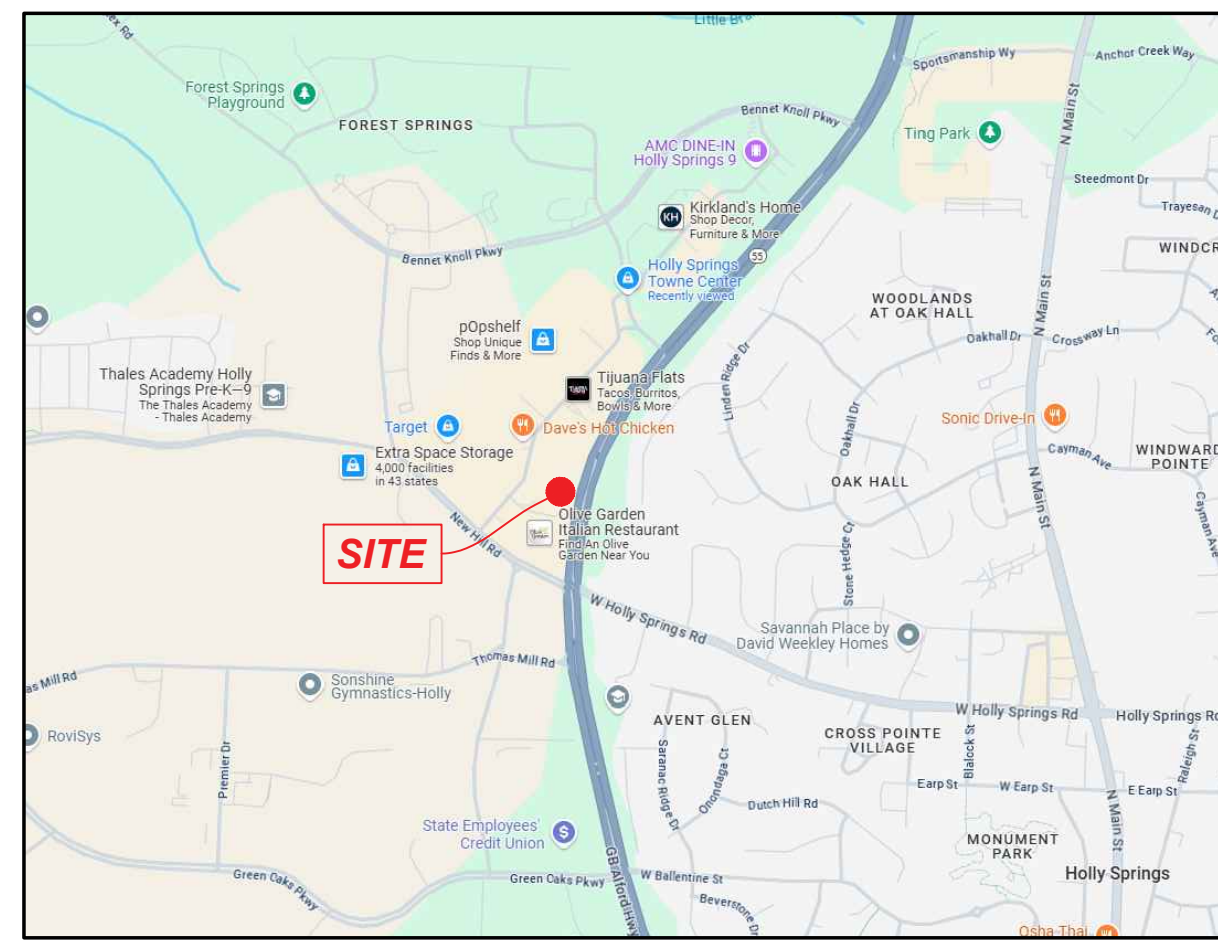 Little Br
ex Rd
Sportsmanship Wy
Anchor Creek Way
Forest Springs
Playground
FOREST SPRINGS
Bennet Knoll Pkwy
N Main St
AMC DINE-IN
Holly Springs 9
Ting Park
Steedmont Dr
Kirkland's Home
Shop Decor,
Furniture & More
KH
Trayesan
WINDCR
Bennet Knoll Pkwy
55
Holly Springs
Towne Center
Recently viewed
WOODLANDS
AT OAK HALL
N Main St
Oakhall Dr
Crossway Ln
pOpshelf
Shop Unique
Finds & More
Linden Ridge Dr
Thales Academy Holly
Springs Pre-K—9
The Thales Academy
- Thales Academy
Tijuana Flats
Tacos, Burritos,
Bowls & More
Oakhall Dr
Sonic Drive-In
Target
Dave's Hot Chicken
Extra Space Storage
4,000 facilities
in 43 states
Cayman Ave
WINDWARD
POINTE
OAK HALL
N Main St
Cayman Ave
Olive Garden
Italian Restaurant
Find An Olive
Garden Near You
New Hill Rd
SITE
Stone Hedge Ct
W Holly Springs Rd
Savannah Place by
David Weekley Homes
Thomas Mill Rd
as Mill Rd
Sonshine
Gymnastics-Holly
W Holly Springs Rd
Holly Springs Rd
AVENT GLEN
CROSS POINTE
VILLAGE
RoviSys
Premier Dr
Saranac Ridge Dr
Onondaga Ct
Blalock St
Raleigh St
Earp St
W Earp St
E Earp St
Dutch Hill Rd
N Main St
State Employees'
Credit Union
MONUMENT
PARK
Holly Springs
GB Alford Hwy
Green Oaks Pkwy
Green Oaks Pkwy
W Ballentine St
Beverstone Dr
Osha Thai